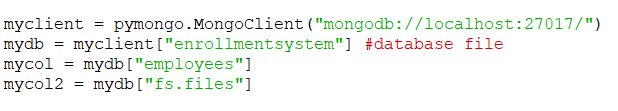 myclient = pymongo.MongoClient("mongodb://localhost:27017/")
mydb = myclient["enrollmentsystem"] #database file
mycol = mydb["employees"]
mycol2 = mydb["fs.files"]